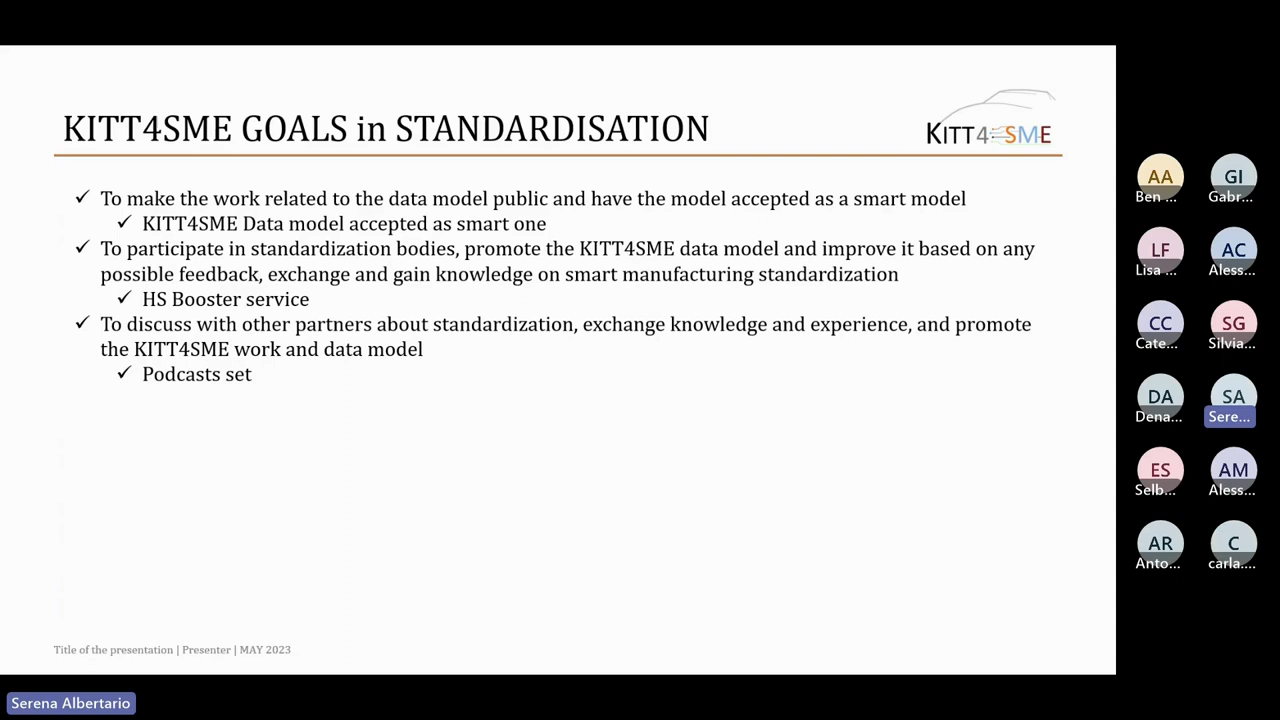 KITT4SME GOALS in STANDARDISATION
KITT4SME
To make the work related to the data model public and have the model accepted as a smart model
KITT4SME Data model accepted as smart one
To participate in standardization bodies, promote the KITT4SME data model and improve it based on any
possible feedback, exchange and gain knowledge on smart manufacturing standardization
HS Booster service
To discuss with other partners about standardization, exchange knowledge and experience, and promote
the KITT4SME work and data model
Podcasts set
Title of the presentation | Presenter | MAY 2023
AA GI
Ben ... Gabr...
LF AC
Lisa ... Aless...
CC SG
Cate... Silvia...
DA SA
Dena... Sere...
ES AM
Selb... Aless...
AR C
Anto... carla....
Serena Albertario